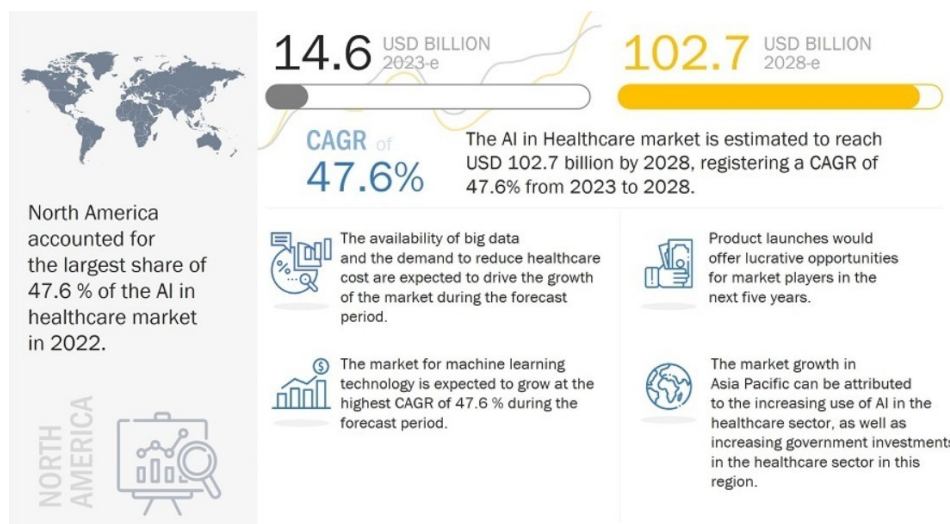 14.6 USD BILLION
2023-e
102.7 USD BILLION
2028-e
CAGR of
47.6%
The AI in Healthcare market is estimated to reach
USD 102.7 billion by 2028, registering a CAGR of
47.6% from 2023 to 2028.
North America
accounted for
the largest share of
47.6 % of the AI in
healthcare market
in 2022.
NORTH
AMERICA
The availability of big data
and the demand to reduce healthcare
cost are expected to drive the growth
of the market during the forecast
period.
Product launches would
offer lucrative opportunities
for market players in the
next five years.
The market for machine learning
technology is expected to grow at the
highest CAGR of 47.6 % during the
forecast period.
The market growth in
Asia Pacific can be attributed
to the increasing use of AI in the
healthcare sector, as well as
increasing government investments
in the healthcare sector in this
region.